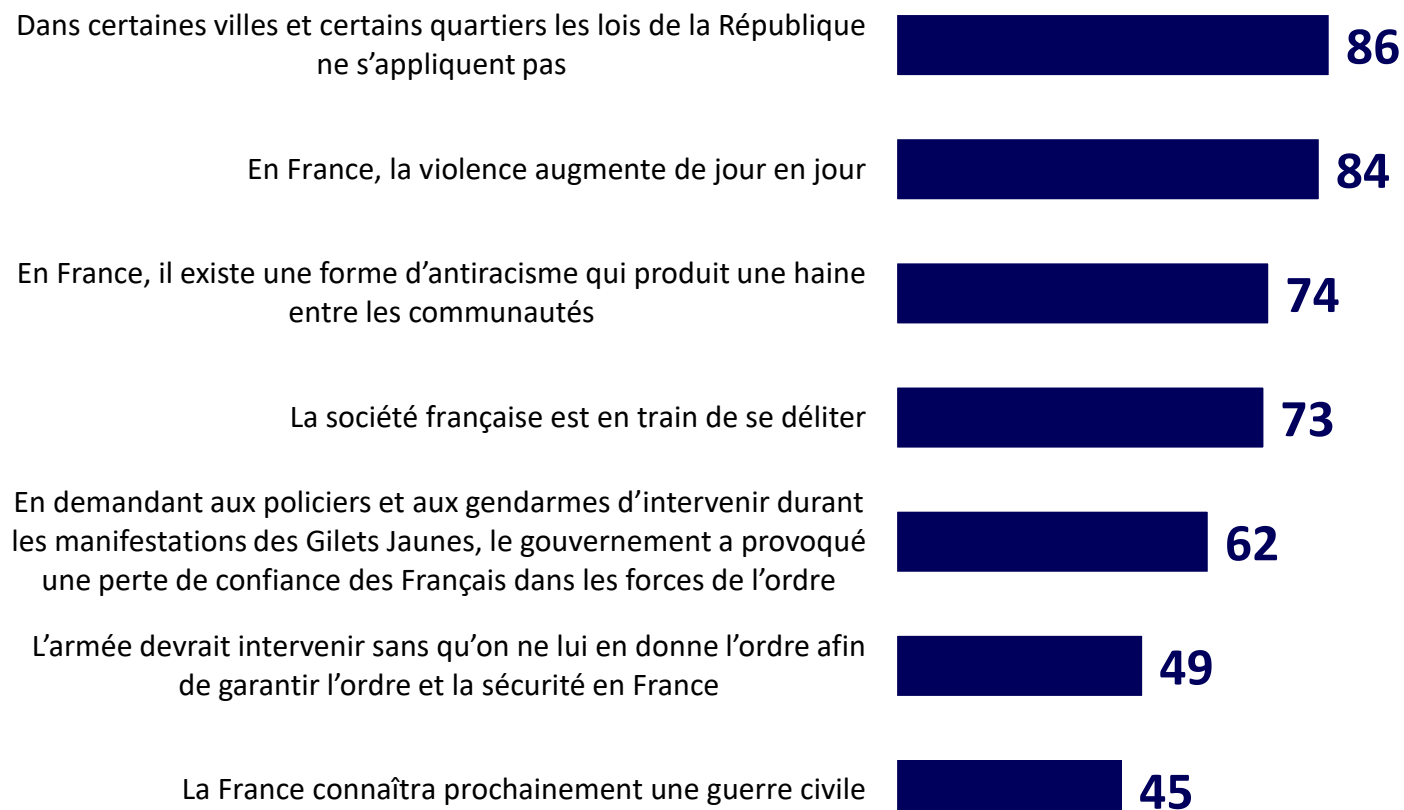 Dans certaines villes et certains quartiers les lois de la République
ne s’appliquent pas
86
En France, la violence augmente de jour en jour
84
En France, il existe une forme d’antiracisme qui produit une haine
entre les communautés
74
La société française est en train de se déliter
73
En demandant aux policiers et aux gendarmes d’intervenir durant
les manifestations des Gilets Jaunes, le gouvernement a provoqué
une perte de confiance des Français dans les forces de l’ordre
62
L’armée devrait intervenir sans qu’on ne lui en donne l’ordre afin
de garantir l’ordre et la sécurité en France
49
La France connaîtra prochainement une guerre civile
45